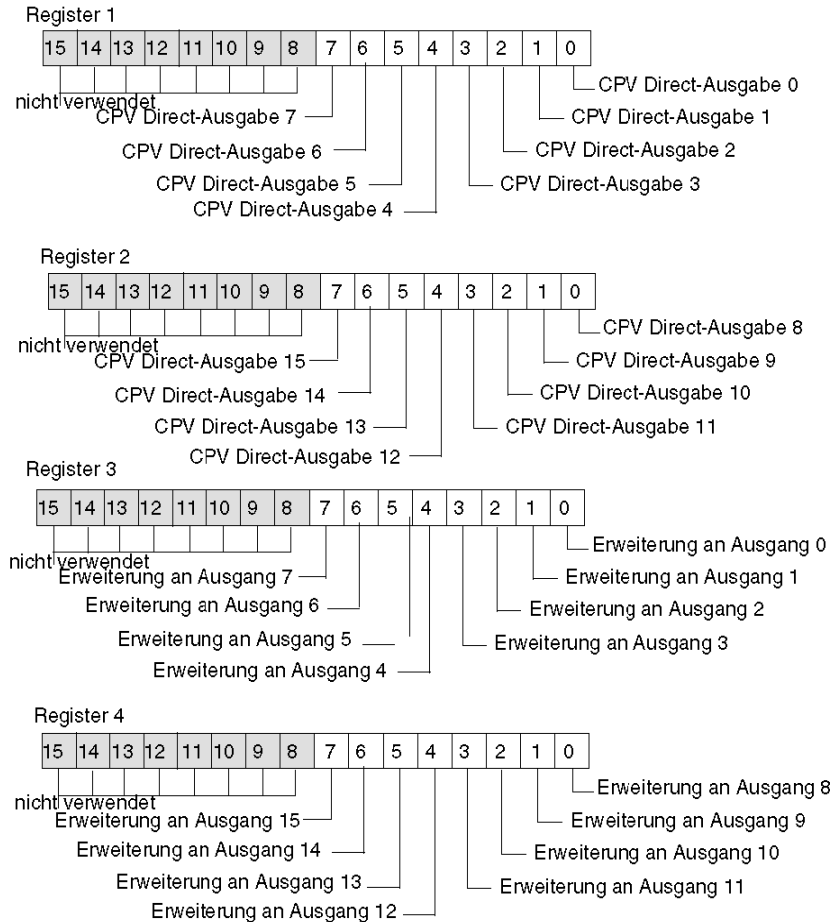 Register 1
15 14 13 12 11 10 9 8 7 6 5 4 3 2 1 0
CPV Direct-Ausgabe 0
nicht verwendet
CPV Direct-Ausgabe 7
CPV Direct-Ausgabe 1
CPV Direct-Ausgabe 6
CPV Direct-Ausgabe 2
CPV Direct-Ausgabe 5
CPV Direct-Ausgabe 3
CPV Direct-Ausgabe 4
Register 2
15 14 13 12 11 10 9 8 7 6 5 4 3 2 1 0
CPV Direct-Ausgabe 8
nicht verwendet
CPV Direct-Ausgabe 15
CPV Direct-Ausgabe 9
CPV Direct-Ausgabe 14
CPV Direct-Ausgabe 10
CPV Direct-Ausgabe 13
CPV Direct-Ausgabe 11
CPV Direct-Ausgabe 12
Register 3
15 14 13 12 11 10 9 8 7 6 5 4 3 2 1 0
Erweiterung an Ausgang 0
nicht verwendet
Erweiterung an Ausgang 7
Erweiterung an Ausgang 1
Erweiterung an Ausgang 6
Erweiterung an Ausgang 2
Erweiterung an Ausgang 5
Erweiterung an Ausgang 3
Erweiterung an Ausgang 4
Register 4
15 14 13 12 11 10 9 8 7 6 5 4 3 2 1 0
Erweiterung an Ausgang 8
nicht verwendet
Erweiterung an Ausgang 15
Erweiterung an Ausgang 9
Erweiterung an Ausgang 14
Erweiterung an Ausgang 10
Erweiterung an Ausgang 13
Erweiterung an Ausgang 11
Erweiterung an Ausgang 12